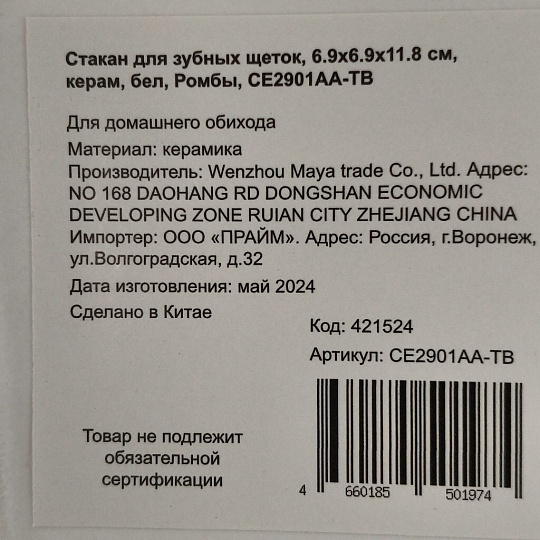 Стакан для зубных щеток, 6.9х6.9х11.8 см,
керам, бел, Ромбы, CE2901AA-TB
Для домашнего обихода
Материал: керамика
Производитель: Wenzhou Maya trade Co., Ltd. Адрес:
NO 168 DAOHANG RD DONGSHAN ECONOMIC
DEVELOPING ZONE RUIAN CITY ZHEJIANG CHINA
Импортер: ООО «ПРАЙМ». Адрес: Россия, г.Воронеж,
ул.Волгоградская, д.32
Дата изготовления: май 2024
Сделано в Китае
Код: 421524
Артикул: CE2901AA-TB
Товар не подлежит
обязательной
сертификации
4 660185 501974